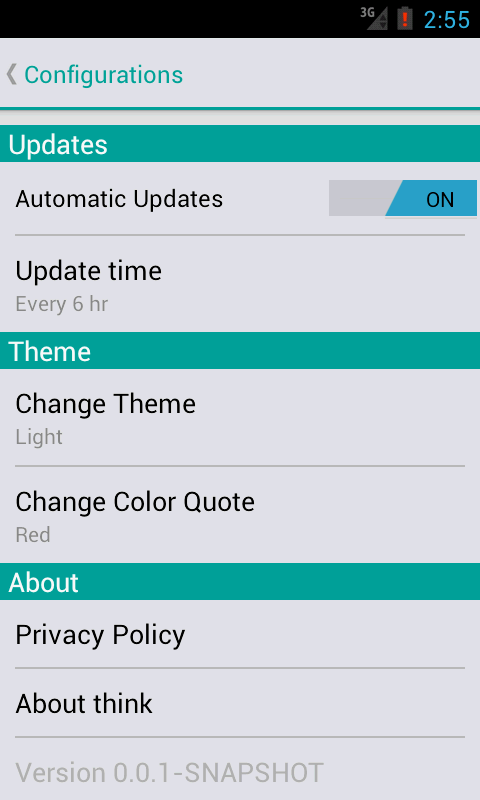 3G 2:55
Configurations
Updates
Automatic Updates ON
Update time
Every 6 hr
Theme
Change Theme
Light
Change Color Quote
Red
About
Privacy Policy
About think
Version 0.0.1-SNAPSHOT